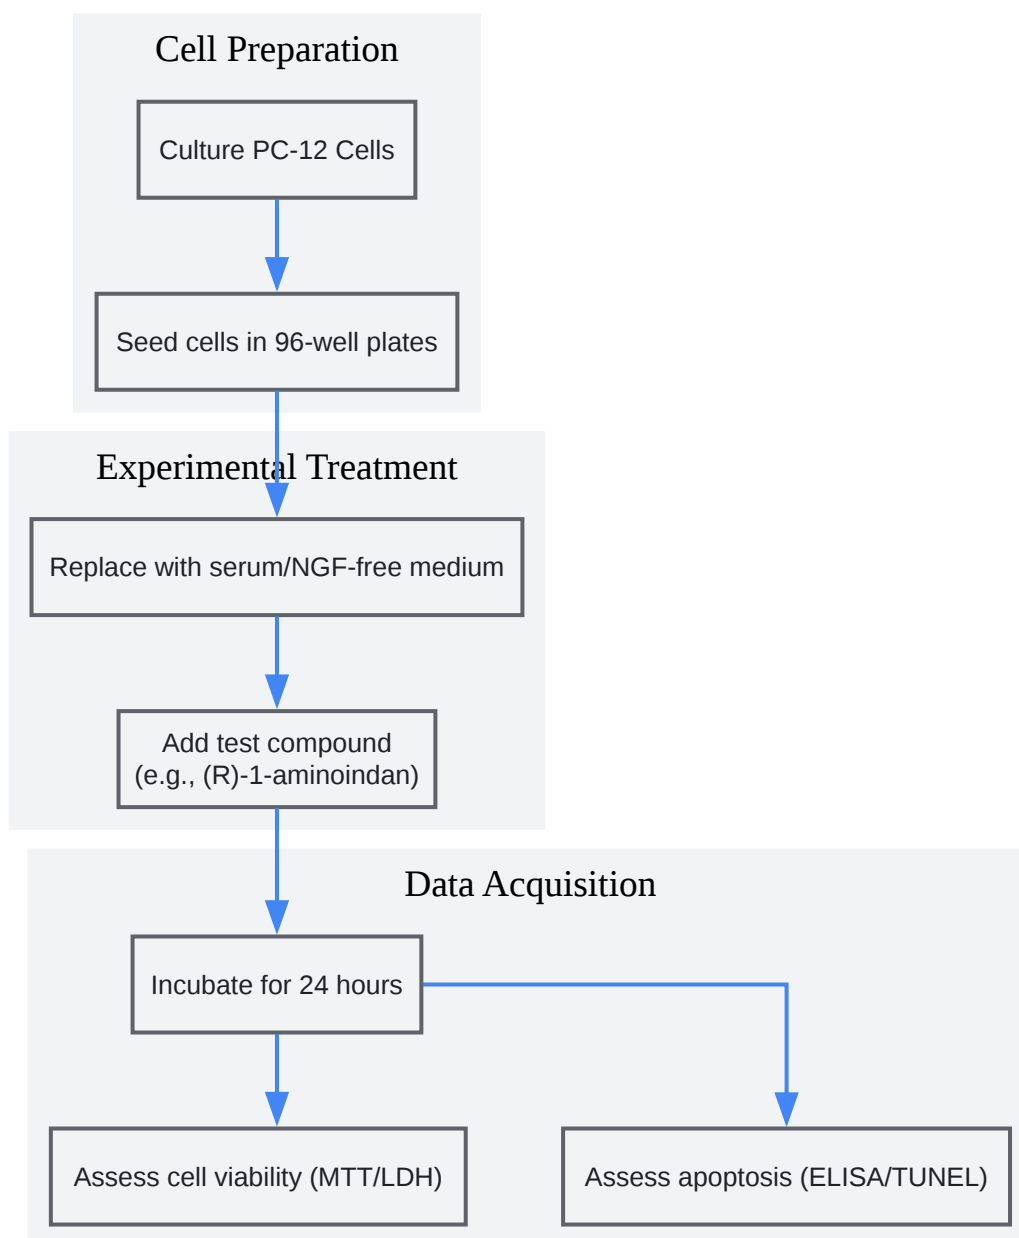 Cell Preparation
Culture PC-12 Cells
Seed cells in 96-well plates
Experimental Treatment
Replace with serum/NGF-free medium
Add test compound
(e.g., (R)-1-aminoindan)
Data Acquisition
Incubate for 24 hours
Assess cell viability (MTT/LDH)
Assess apoptosis (ELISA/TUNEL)